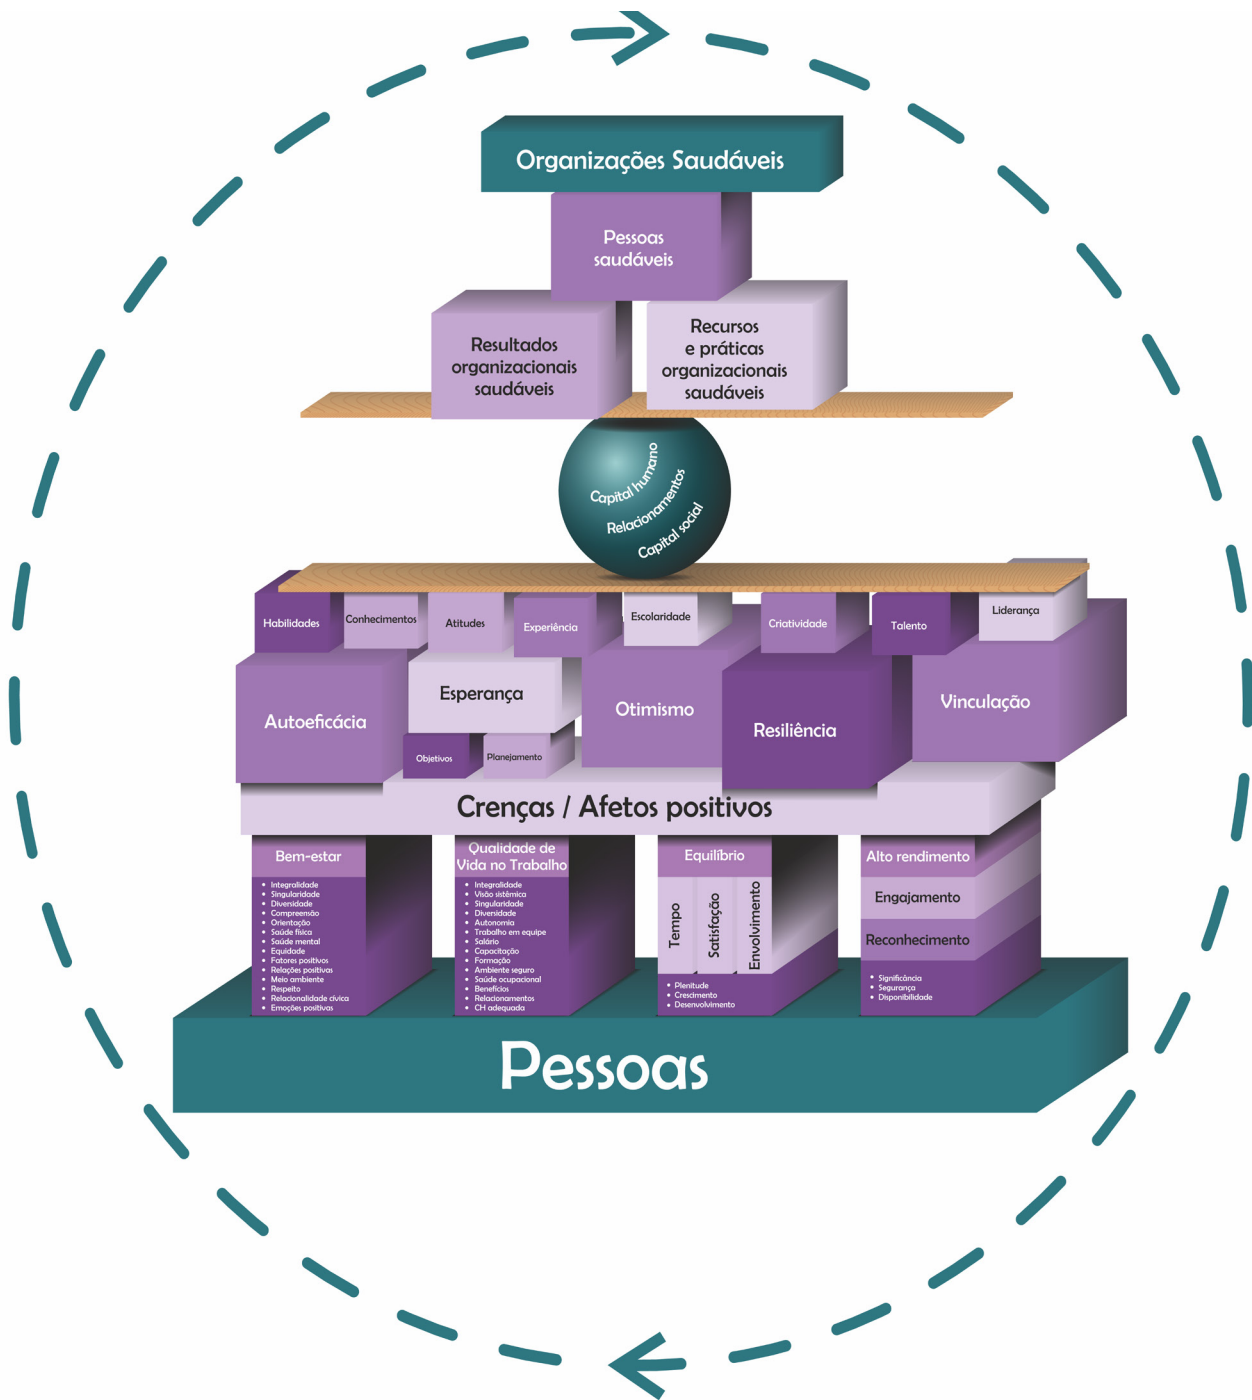 Organizações Saudáveis
Pessoas
saudáveis
Resultados
organizacionais
saudáveis
Recursos
e práticas
organizacionais
saudáveis
Capital humano
Relacionamentos
Capital social
Habilidades
Conhecimentos
Atitudes
Experiência
Escolaridade
Criatividade
Talento
Liderança
Autoeficácia
Esperança
Otimismo
Resiliência
Vinculação
Objetivos
Planejamento
Crenças / Afetos positivos
Bem-estar
• Integralidade
• Singularidade
• Diversidade
• Compreensão
• Orientação
• Saúde física
• Saúde mental
• Equidade
• Fatores positivos
• Relações positivas
• Meio ambiente
• Respeito
• Relacionalidade cívica
• Emoções positivas
Qualidade de
Vida no Trabalho
• Integralidade
• Visão sistêmica
• Singularidade
• Diversidade
• Autonomia
• Trabalho em equipe
• Salário
• Capacitação
• Formação
• Ambiente seguro
• Saúde ocupacional
• Benefícios
• Relacionamentos
• CH adequada
Equilíbrio
Tempo
Satisfação
Envolvimento
• Plenitude
• Crescimento
• Desenvolvimento
Alto rendimento
Engajamento
Reconhecimento
• Significância
• Segurança
• Disponibilidade
Pessoas